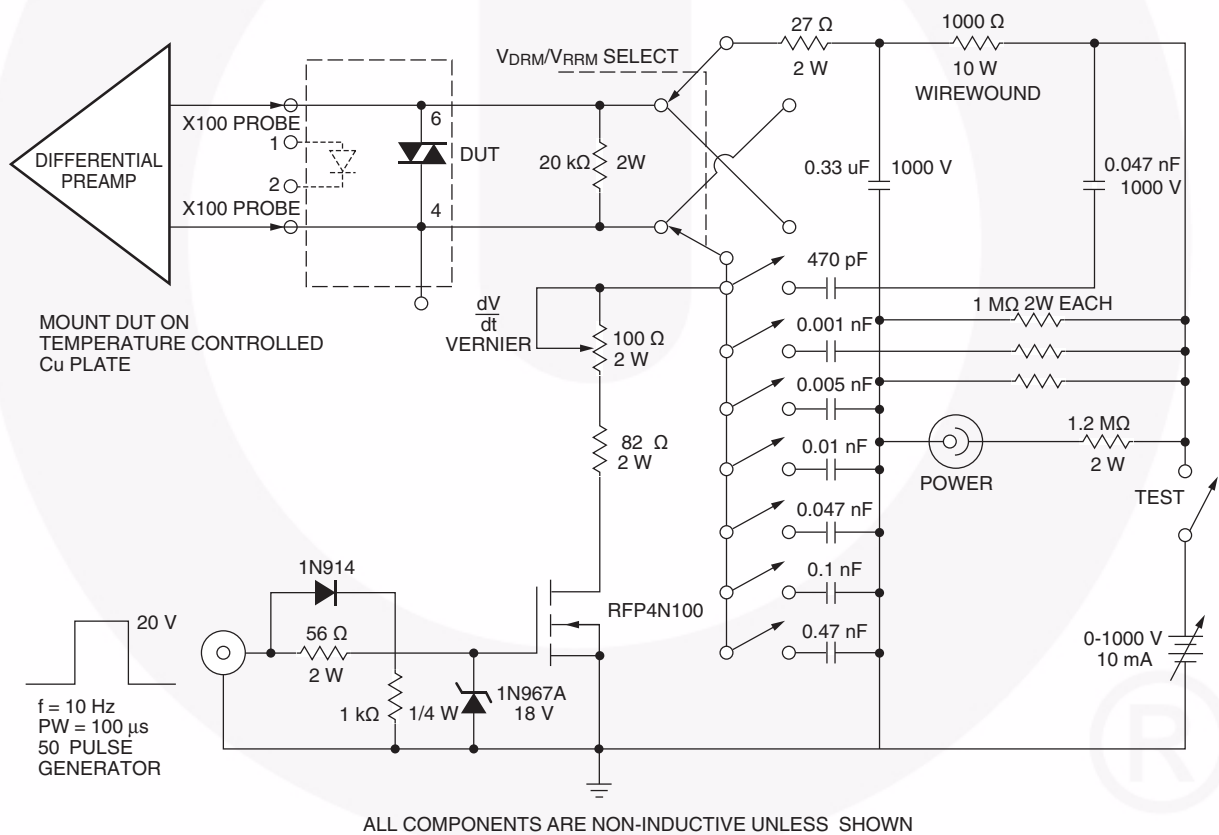 27 Ω
2 W
1000 Ω
10 W
WIREWOUND
VDRM/VRRM SELECT
X100 PROBE
6
1
DUT
DIFFERENTIAL
PREAMP
20 kΩ
2W
0.33 uF
1000 V
0.047 nF
1000 V
2
X100 PROBE
4
470 pF
dV
dt
VERNIER
MOUNT DUT ON
TEMPERATURE CONTROLLED
Cu PLATE
100 Ω
2 W
1 MΩ 2W EACH
0.001 nF
0.005 nF
82 Ω
2 W
0.01 nF
1.2 MΩ
2 W
POWER
TEST
0.047 nF
1N914
0.1 nF
RFP4N100
20 V
56 Ω
2 W
0.47 nF
0-1000 V
10 mA
1N967A
18 V
1 kΩ
1/4 W
f = 10 Hz
PW = 100 μs
50 PULSE
GENERATOR
ALL COMPONENTS ARE NON-INDUCTIVE UNLESS SHOWN
®